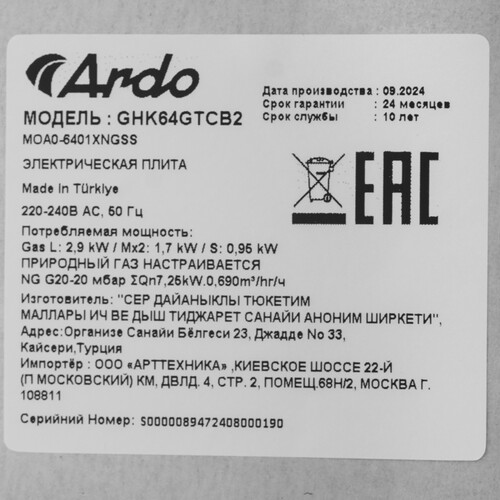 Ardo
Дата производства : 09.2024
Срок гарантии : 24 месяцев
Срок службы : 10 лет
МОДЕЛЬ : GHK64GTCB2
MOA0-6401XNGSS
ЭЛЕКТРИЧЕСКАЯ ПЛИТА
Made in Türkiye
220-240В AC, 50 Гц
EAC
Потребляемая мощность:
Gas L: 2,9 kW / Mx2: 1,7 kW / S: 0,95 kW
ПРИРОДНЫЙ ГАЗ НАСТРАИВАЕТСЯ
NG G20-20 мбар ΣQn7,25kW.0,690m³/hr/ч
Изготовитель: "СЕР ДАЙАНЫКЛЫ ТЮКЕТИМ
МАЛЛАРЫ ИЧ ВЕ ДЫШ ТИДЖАРЕТ САНАЙИ АНОНИМ ШИРКЕТИ",
Адрес:Организе Санайи Бёлгеси 23, Джадде No 33,
Кайсери,Турция
Импортёр : ООО «АРТТЕХНИКА» ,КИЕВСКОЕ ШОССЕ 22-Й
(П МОСКОВСКИЙ) КМ, ДВЛД. 4, СТР. 2, ПОМЕЩ.68Н/2, МОСКВА Г.
108811
Серийний Номер: S0000089472408000190